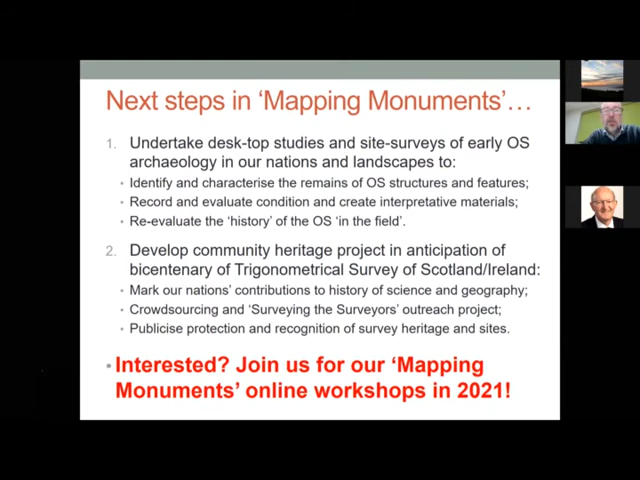 Next steps in ‘Mapping Monuments’…
1. Undertake desk-top studies and site-surveys of early OS
archaeology in our nations and landscapes to:
• Identify and characterise the remains of OS structures and features;
• Record and evaluate condition and create interpretative materials;
• Re-evaluate the ‘history’ of the OS ‘in the field’.
2. Develop community heritage project in anticipation of
bicentenary of Trigonometrical Survey of Scotland/Ireland:
• Mark our nations’ contributions to history of science and geography;
• Crowdsourcing and ‘Surveying the Surveyors’ outreach project;
• Publicise protection and recognition of survey heritage and sites.
• Interested? Join us for our ‘Mapping
Monuments’ online workshops in 2021!